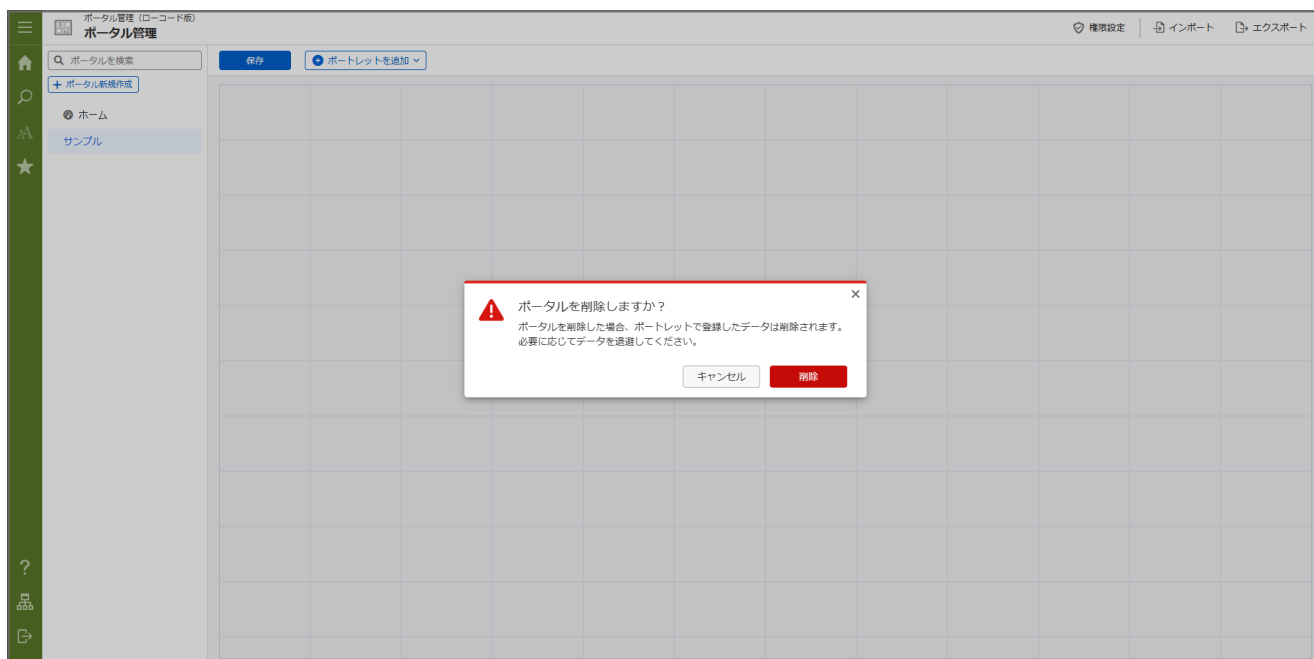 ポータル管理（ローコード版）
ポータル管理
権限設定
インポート
エクスポート
ポータルを検索
保存
ポートレットを追加
ポータル新規作成
ホーム
サンプル
ポータルを削除しますか？
ポータルを削除した場合、ポートレットで登録したデータは削除されます。
必要に応じてデータを退避してください。
キャンセル
削除